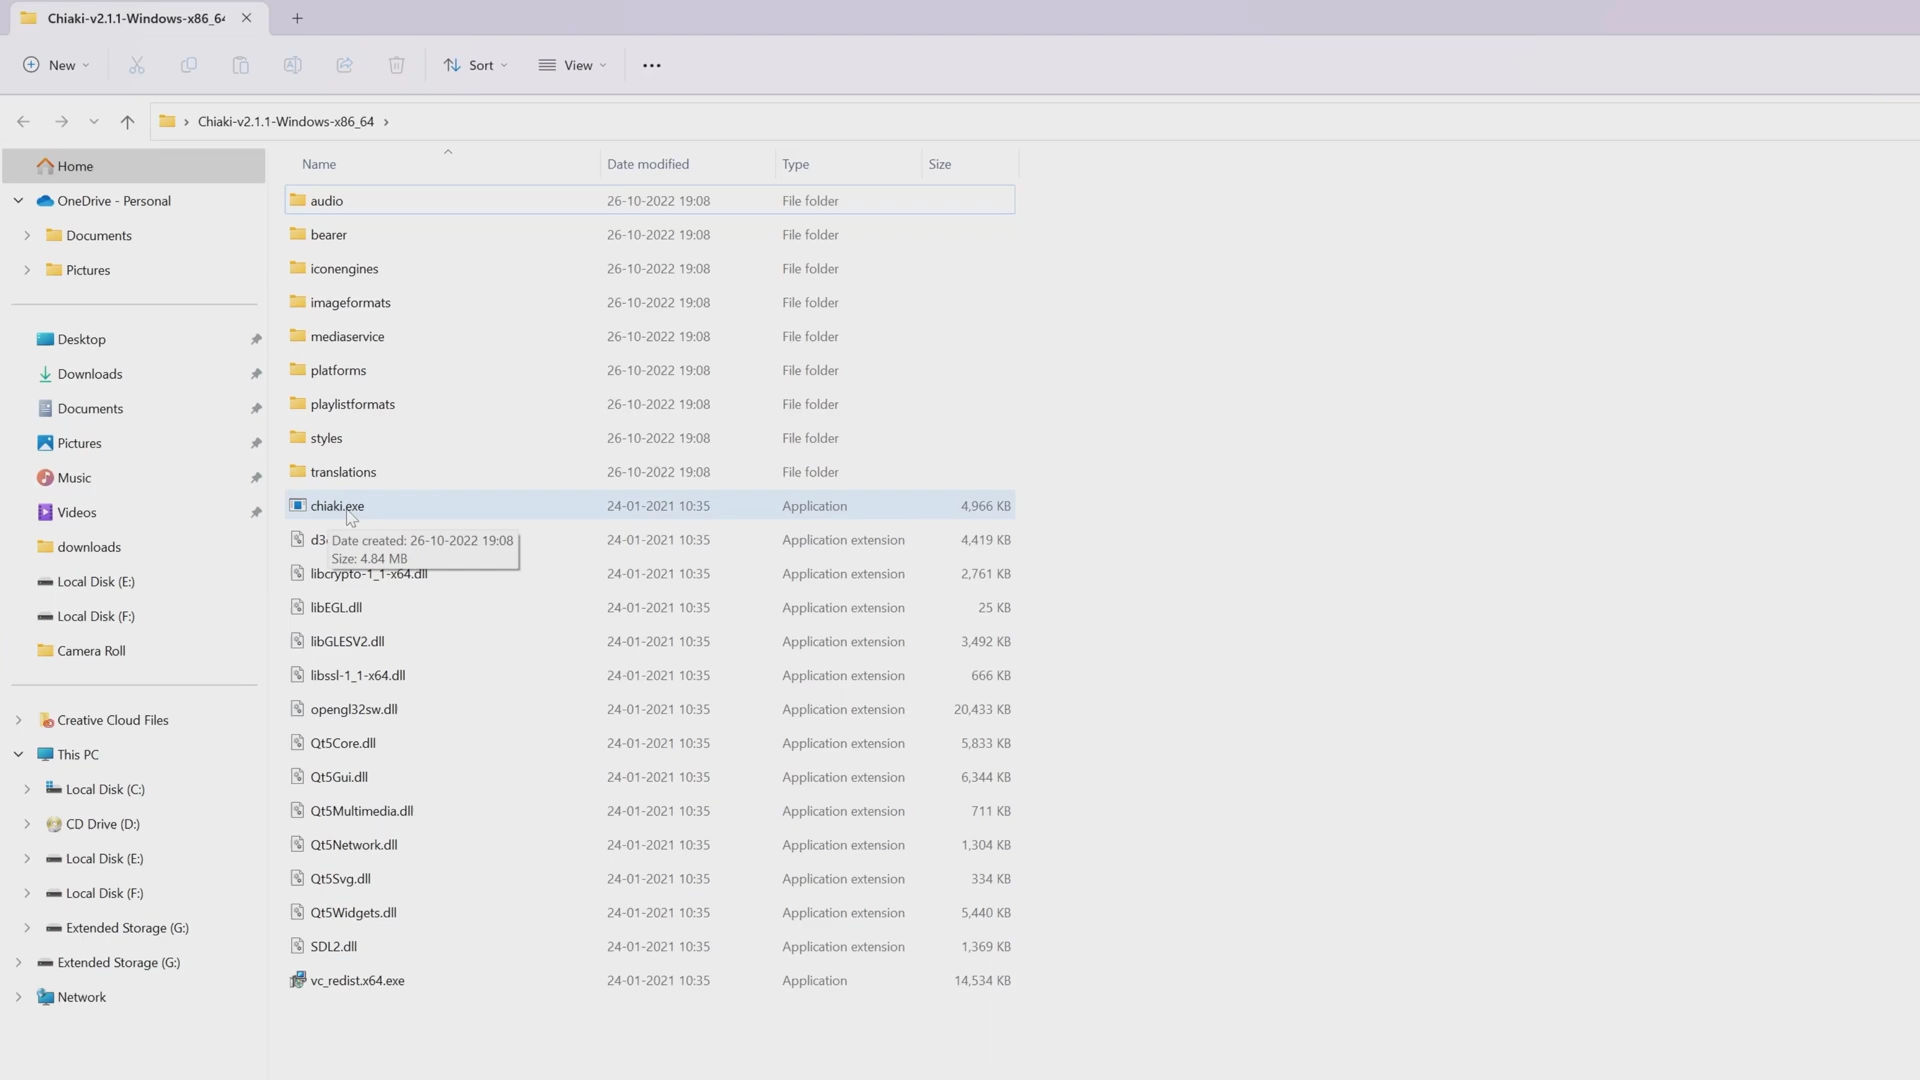 Chiaki-v2.1.1-Windows-x86_64
New Sort View
Chiaki-v2.1.1-Windows-x86_64
Home
OneDrive - Personal
Documents
Pictures
Desktop
Downloads
Documents
Pictures
Music
Videos
downloads
Local Disk (E:)
Local Disk (F:)
Camera Roll
Creative Cloud Files
This PC
Local Disk (C:)
CD Drive (D:)
Local Disk (E:)
Local Disk (F:)
Extended Storage (G:)
Extended Storage (G:)
Network
Name Date modified Type Size
audio 26-10-2022 19:08 File folder
bearer 26-10-2022 19:08 File folder
iconengines 26-10-2022 19:08 File folder
imageformats 26-10-2022 19:08 File folder
mediaservice 26-10-2022 19:08 File folder
platforms 26-10-2022 19:08 File folder
playlistformats 26-10-2022 19:08 File folder
styles 26-10-2022 19:08 File folder
translations 26-10-2022 19:08 File folder
chiaki.exe 24-01-2021 10:35 Application 4,966 KB
24-01-2021 10:35 Application extension 4,419 KB
Date created: 26-10-2022 19:08
Size: 4.84 MB
libcrypto-1_1-x64.dll 24-01-2021 10:35 Application extension 2,761 KB
libEGL.dll 24-01-2021 10:35 Application extension 25 KB
libGLESV2.dll 24-01-2021 10:35 Application extension 3,492 KB
libssl-1_1-x64.dll 24-01-2021 10:35 Application extension 666 KB
opengl32sw.dll 24-01-2021 10:35 Application extension 20,433 KB
Qt5Core.dll 24-01-2021 10:35 Application extension 5,833 KB
Qt5Gui.dll 24-01-2021 10:35 Application extension 6,344 KB
Qt5Multimedia.dll 24-01-2021 10:35 Application extension 711 KB
Qt5Network.dll 24-01-2021 10:35 Application extension 1,304 KB
Qt5Svg.dll 24-01-2021 10:35 Application extension 334 KB
Qt5Widgets.dll 24-01-2021 10:35 Application extension 5,440 KB
SDL2.dll 24-01-2021 10:35 Application extension 1,369 KB
vc_redist.x64.exe 24-01-2021 10:35 Application 14,534 KB